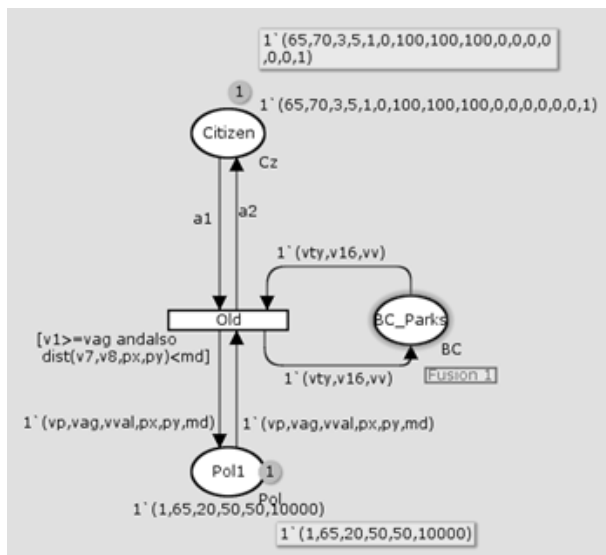 1`(65,70,3,5,1,0,100,100,100,0,0,0,0
,0,0,1)
1
1`(65,70,3,5,1,0,100,100,100,0,0,0,0,0,0,1)
Citizen
Cz
a1
a2
1`(vty,v16,vv)
Old
BC_Parks
[v1>=vag andalso
dist(v7,v8,px,py)<md]
BC
1`(vty,v16,vv)
Fusion 1
1`(vp,vag,vval,px,py,md)
1`(vp,vag,vval,px,py,md)
Pol1
1
Pol
1`(1,65,20,50,50,10000)
1`(1,65,20,50,50,10000)